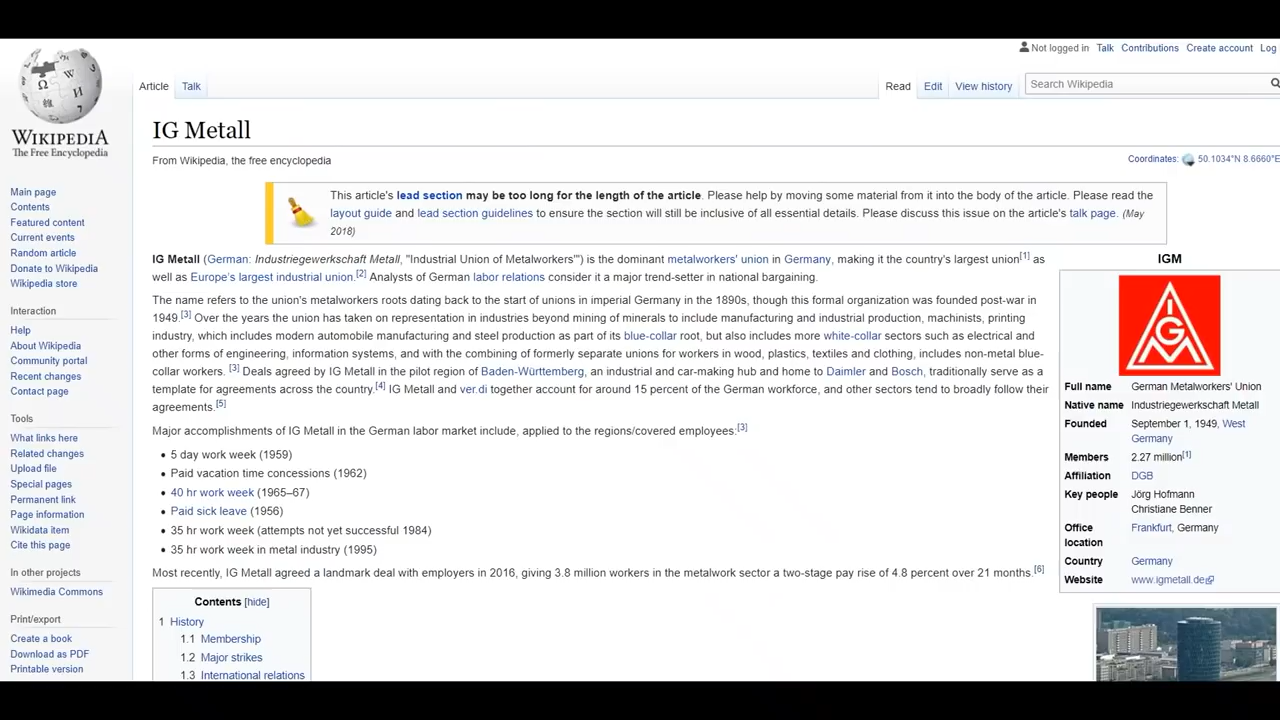 Not logged in Talk Contributions Create account Log
Article Talk Read Edit View history Search Wikipedia
WIKIPEDIA
The Free Encyclopedia
Main page
Contents
Featured content
Current events
Random article
Donate to Wikipedia
Wikipedia store
Interaction
Help
About Wikipedia
Community portal
Recent changes
Contact page
Tools
What links here
Related changes
Upload file
Special pages
Permanent link
Page information
Wikidata item
Cite this page
In other projects
Wikimedia Commons
Print/export
Create a book
Download as PDF
Printable version
IG Metall
From Wikipedia, the free encyclopedia
Coordinates: 50.1034°N 8.6660°E
This article's lead section may be too long for the length of the article. Please help by moving some material from it into the body of the article. Please read the
layout guide and lead section guidelines to ensure the section will still be inclusive of all essential details. Please discuss this issue on the article's talk page. (May
2018)
IG Metall (German: Industriegewerkschaft Metall, "Industrial Union of Metalworkers'") is the dominant metalworkers' union in Germany, making it the country's largest union[1] as
well as Europe's largest industrial union.[2] Analysts of German labor relations consider it a major trend-setter in national bargaining.
The name refers to the union's metalworkers roots dating back to the start of unions in imperial Germany in the 1890s, though this formal organization was founded post-war in
1949.[3] Over the years the union has taken on representation in industries beyond mining of minerals to include manufacturing and industrial production, machinists, printing
industry, which includes modern automobile manufacturing and steel production as part of its blue-collar root, but also includes more white-collar sectors such as electrical and
other forms of engineering, information systems, and with the combining of formerly separate unions for workers in wood, plastics, textiles and clothing, includes non-metal blue-
collar workers. [3] Deals agreed by IG Metall in the pilot region of Baden-Württemberg, an industrial and car-making hub and home to Daimler and Bosch, traditionally serve as a
template for agreements across the country.[4] IG Metall and ver.di together account for around 15 percent of the German workforce, and other sectors tend to broadly follow their
agreements.[5]
Major accomplishments of IG Metall in the German labor market include, applied to the regions/covered employees:[3]
• 5 day work week (1959)
• Paid vacation time concessions (1962)
• 40 hr work week (1965–67)
• Paid sick leave (1956)
• 35 hr work week (attempts not yet successful 1984)
• 35 hr work week in metal industry (1995)
Most recently, IG Metall agreed a landmark deal with employers in 2016, giving 3.8 million workers in the metalwork sector a two-stage pay rise of 4.8 percent over 21 months.[6]
Contents [hide]
1 History
1.1 Membership
1.2 Major strikes
1.3 International relations
IGM
IGM
Full name German Metalworkers' Union
Native name Industriegewerkschaft Metall
Founded September 1, 1949, West
Germany
Members 2.27 million[1]
Affiliation DGB
Key people Jörg Hofmann
Christiane Benner
Office Frankfurt, Germany
location
Country Germany
Website www.igmetall.de